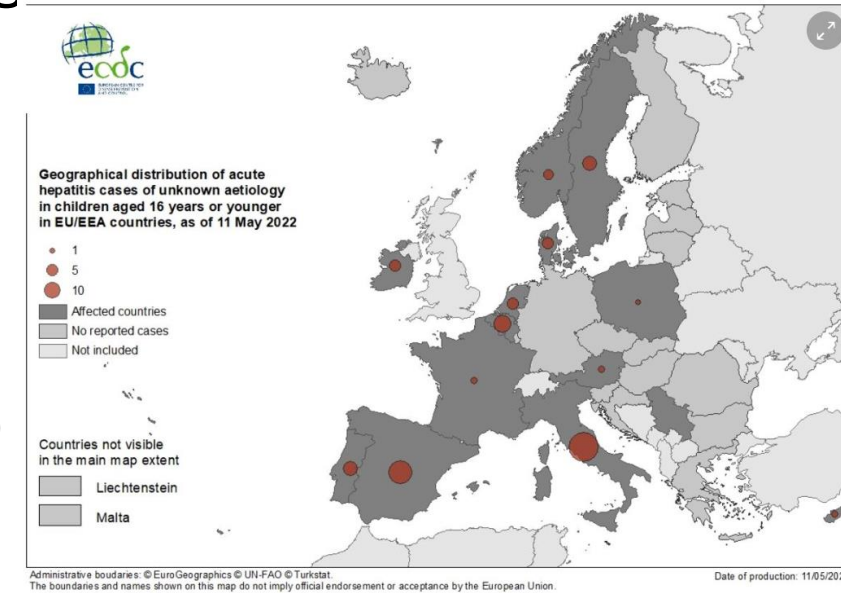 ecdc
Geographical distribution of acute
hepatitis cases of unknown aetiology
in children aged 16 years or younger
in EU/EEA countries, as of 11 May 2022
1
5
10
Affected countries
No reported cases
Not included
Countries not visible
in the main map extent
Liechtenstein
Malta
Administrative boudaries: © EuroGeographics © UN-FAO © Turkstat.
The boundaries and names shown on this map do not imply official endorsement or acceptance by the European Union.
Date of production: 11/05/202